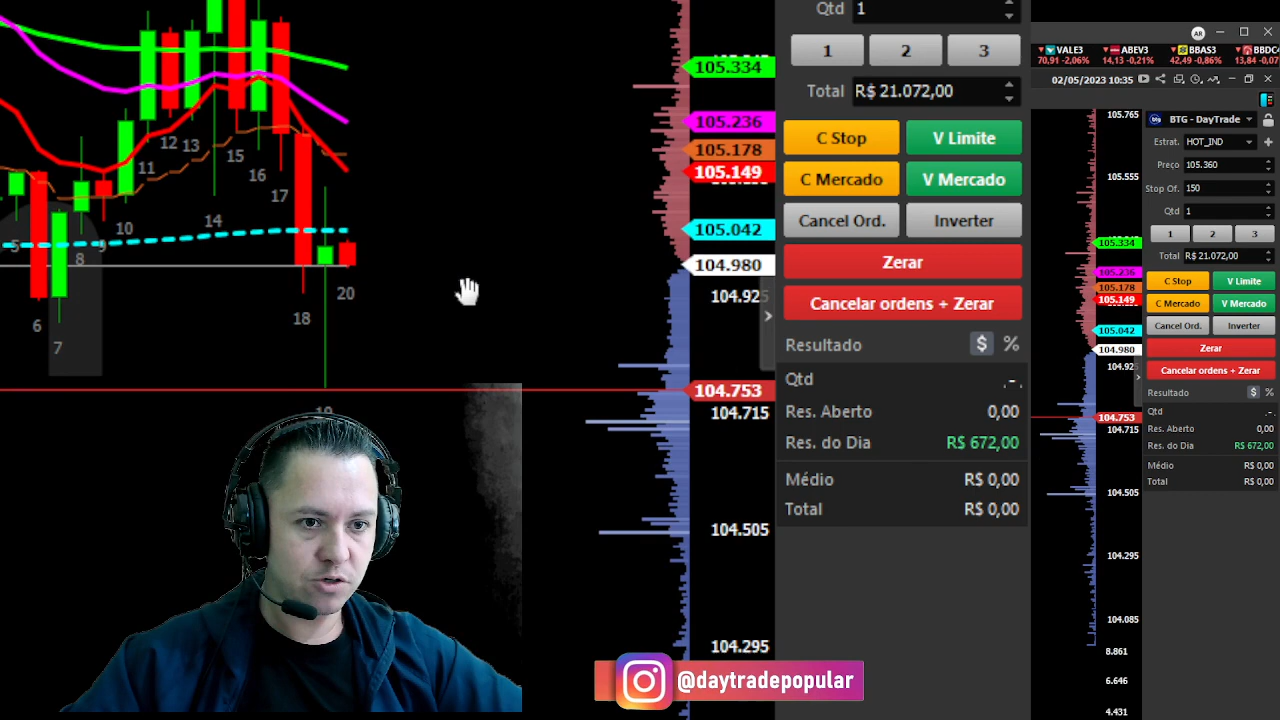 5
6
7
8
9
10
11
12
13
14
15
16
17
18
19
20
105.334
105.236
105.178
105.149
105.042
104.980
104.925
104.753
104.715
104.505
104.295
Qtd 1
1 2 3
Total R$ 21.072,00
C Stop V Limite
C Mercado V Mercado
Cancel Ord. Inverter
Zerar
Cancelar ordens + Zerar
Resultado $ %
Qtd .-.
Res. Aberto 0,00
Res. do Dia R$ 672,00
Médio R$ 0,00
Total R$ 0,00
@daytradepopular
AR
VALE3 ABEV3 BBAS3 BBDC
70,91 -2,06% 14,13 -0,21% 42,49 -0,86% 13,84 -0,07
02/05/2023 10:35
105.765
105.555
105.334
105.236
105.178
105.149
105.042
104.980
104.925
104.753
104.715
104.505
104.295
104.085
8.861
6.646
4.431
BTG - DayTrade
Estrat. HOT_IND
Preço 105.360
Stop Of. 150
Qtd 1
1 2 3
Total R$ 21.072,00
C Stop V Limite
C Mercado V Mercado
Cancel Ord. Inverter
Zerar
Cancelar ordens + Zerar
Resultado $ %
Qtd .-.
Res. Aberto 0,00
Res. do Dia R$ 672,00
Médio R$ 0,00
Total R$ 0,00